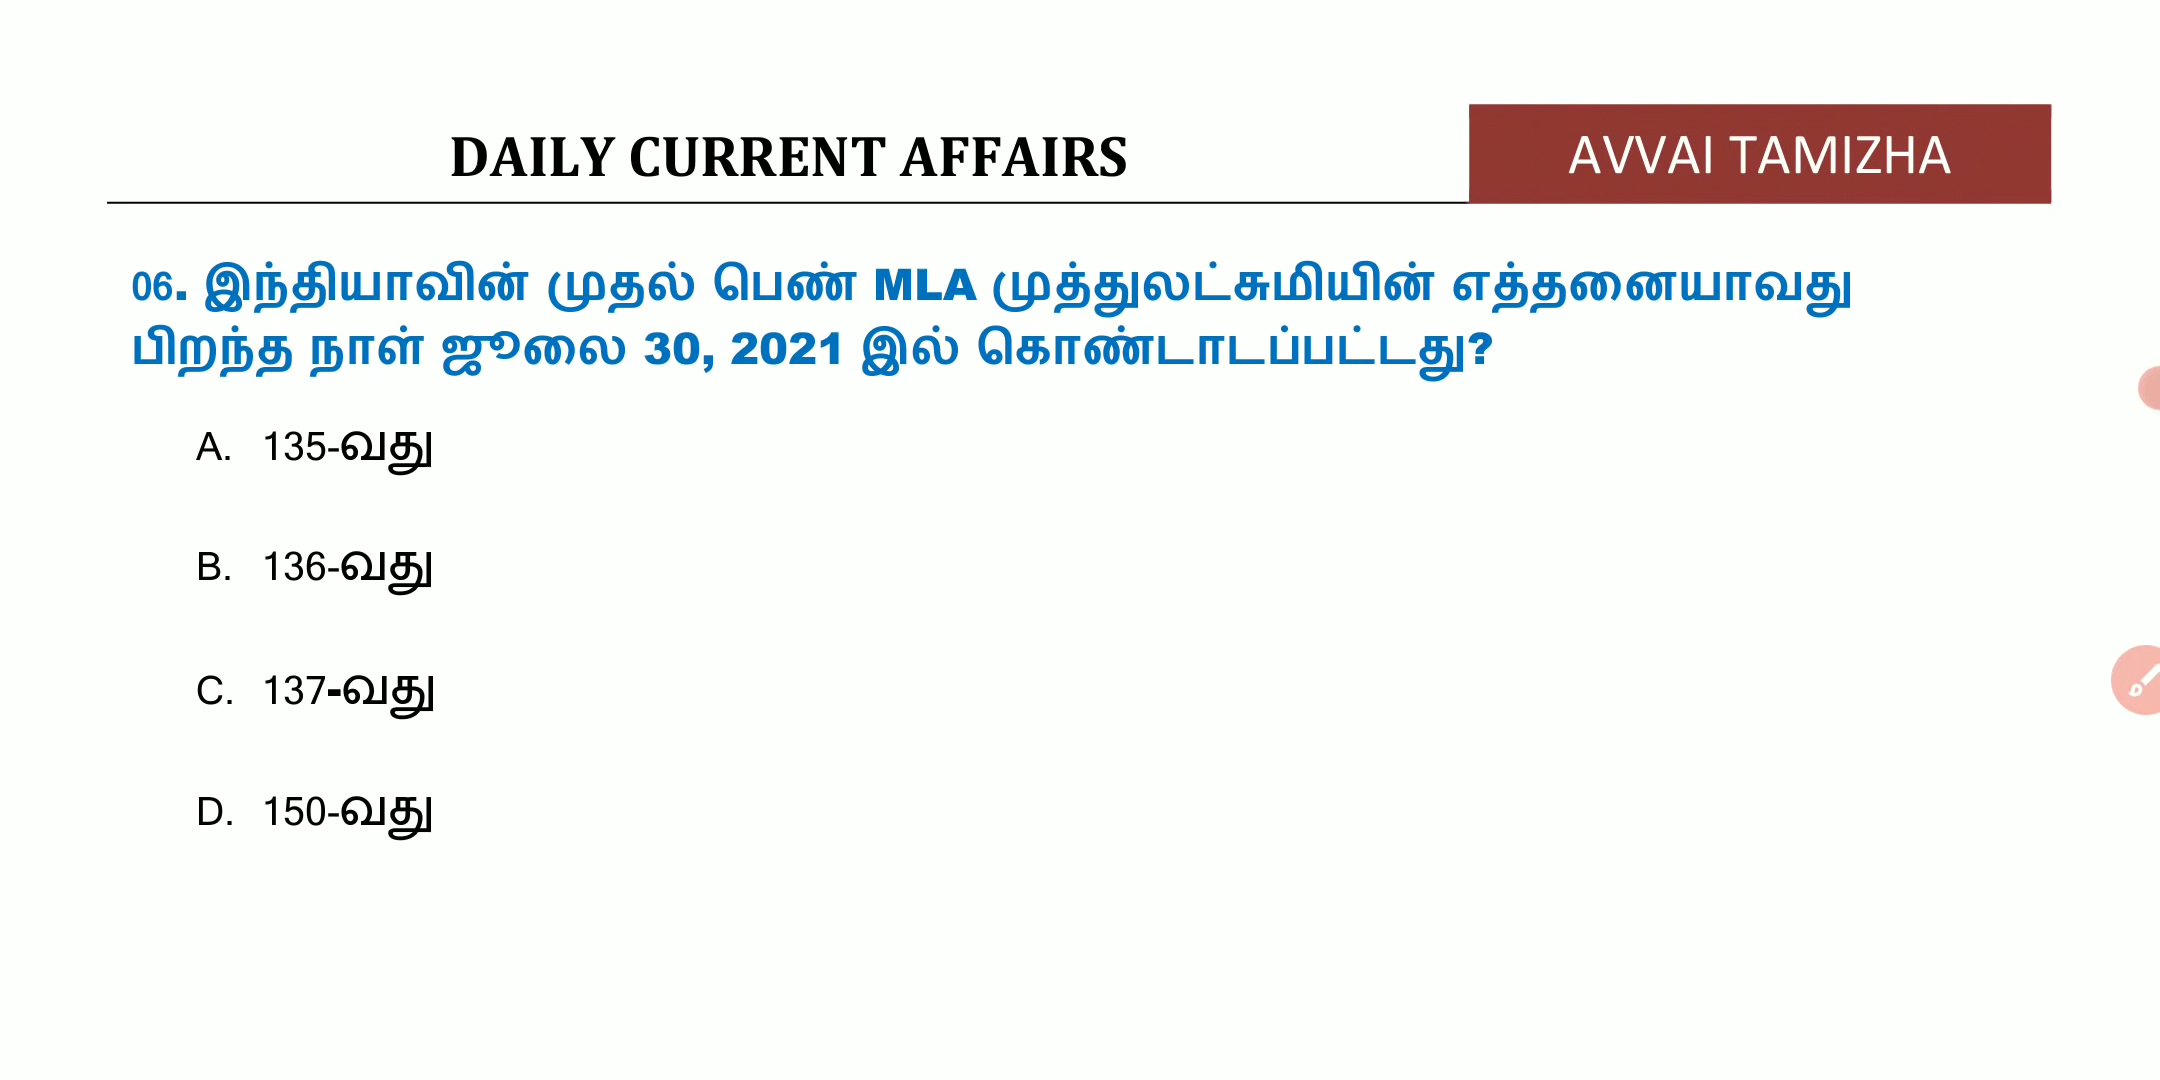 DAILY CURRENT AFFAIRS
AVVAI TAMIZHA
06. இந்தியாவின் முதல் பெண் MLA முத்துலட்சுமியின் எத்தனையாவது
பிறந்த நாள் ஜூலை 30, 2021 இல் கொண்டாடப்பட்டது?
A. 135-வது
B. 136-வது
C. 137-வது
D. 150-வது